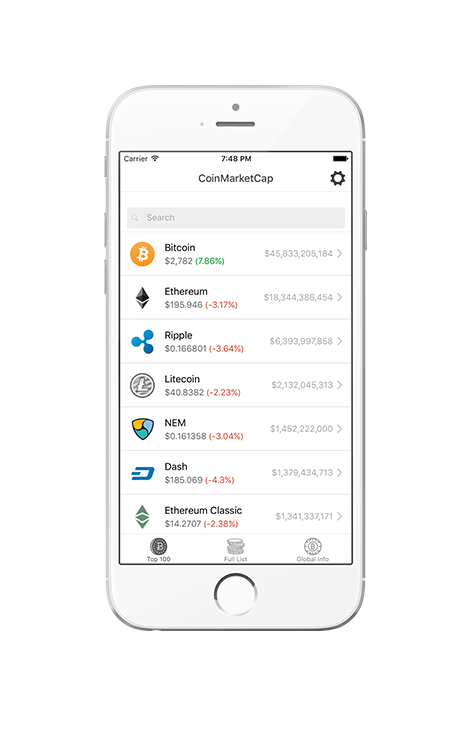 Carrier 7:48 PM
CoinMarketCap
Search
Bitcoin
$2,782 (7.86%) $45,833,205,184
Ethereum
$195.946 (-3.17%) $18,344,386,454
Ripple
$0.166801 (-3.64%) $6,393,997,858
Litecoin
$40.8382 (-2.23%) $2,132,045,313
NEM
$0.161358 (-3.04%) $1,452,222,000
Dash
$185.069 (-4.3%) $1,379,434,713
Ethereum Classic
$14.2707 (-2.38%) $1,341,337,171
Top 100 Full List Global Info